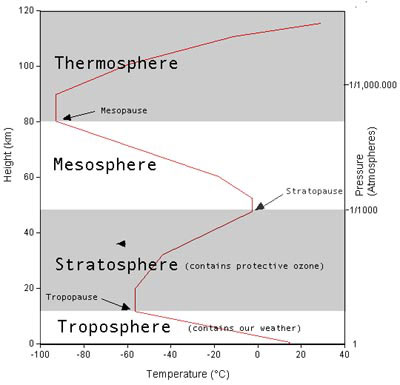 120
100
80
60
40
20
0
Height (km)
Thermosphere
Mesopause
Mesosphere
Stratopause
Stratosphere (contains protective ozone)
Tropopause
Troposphere (contains our weather)
1/1,000.000
1/1000
1
Pressure
(Atmospheres)
-100 -80 -60 -40 -20 0 20 40
Temperature (°C)